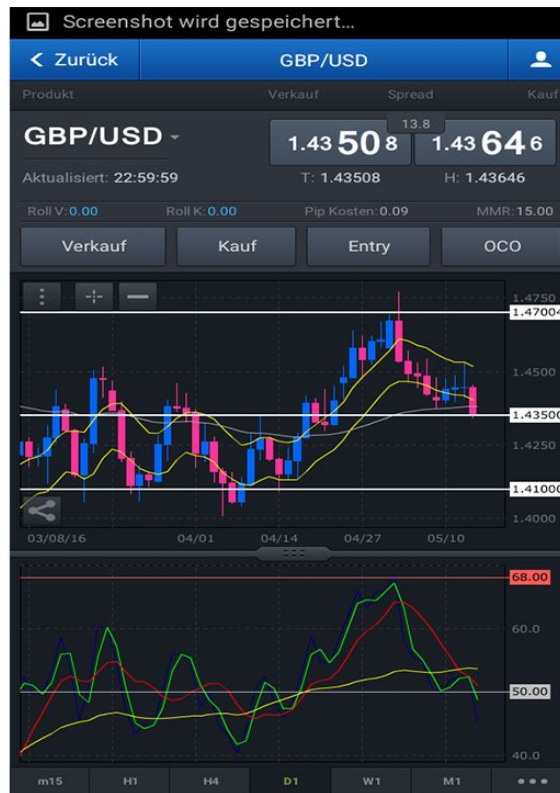 Screenshot wird gespeichert...
Zurück GBP/USD
Produkt Verkauf Spread Kauf
13.8
GBP/USD 1.43 50 8 1.43 64 6
Aktualisiert: 22:59:59 T: 1.43508 H: 1.43646
Roll V: 0.00 Roll K: 0.00 Pip Kosten: 0.09 MMR: 15.00
Verkauf Kauf Entry OCO
1.4750
1.47004
1.4500
1.43500
1.4250
1.41000
1.4000
03/08/16 04/01 04/14 04/27 05/10
68.00
60.0
50.00
40.0
m15 H1 H4 D1 W1 M1